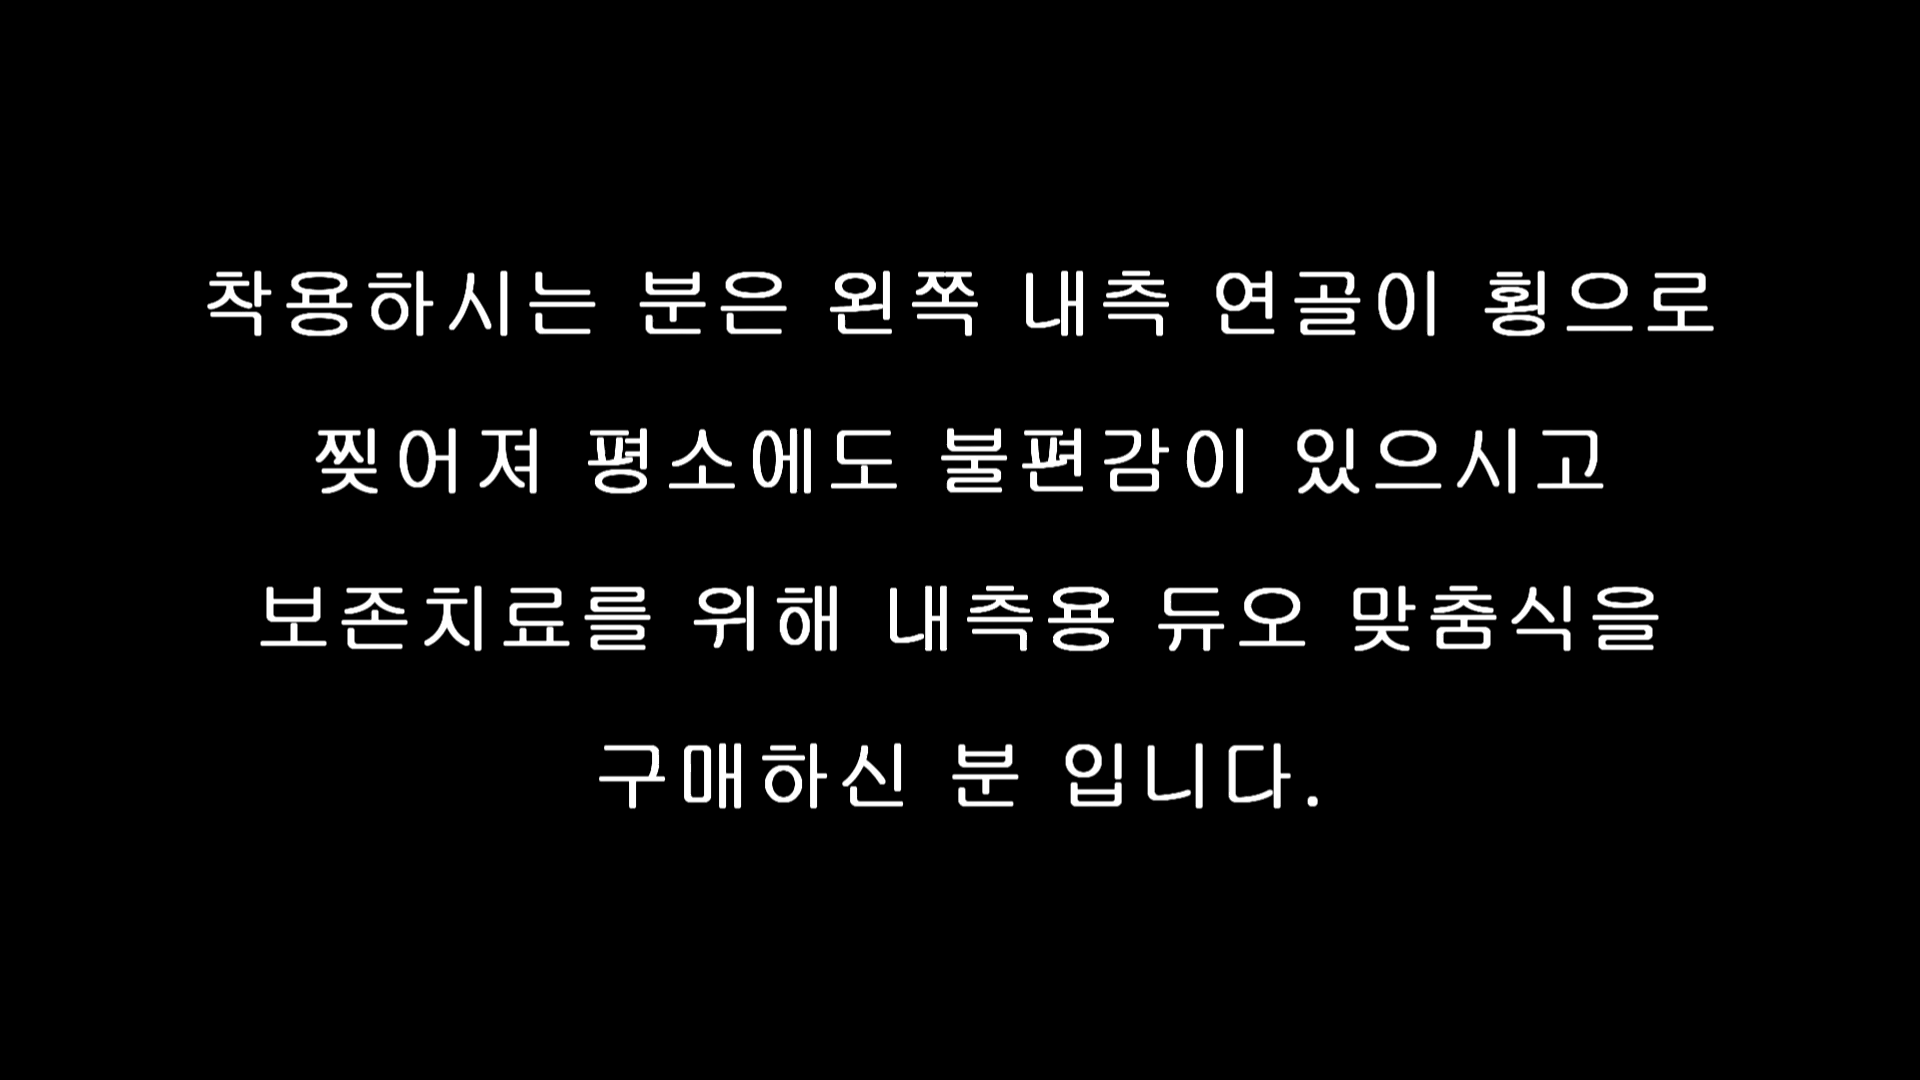 착용하시는 분은 왼쪽 내측 연골이 횡으로
찢어져 평소에도 불편감이 있으시고
보존치료를 위해 내측용 듀오 맞춤식을
구매하신 분 입니다.